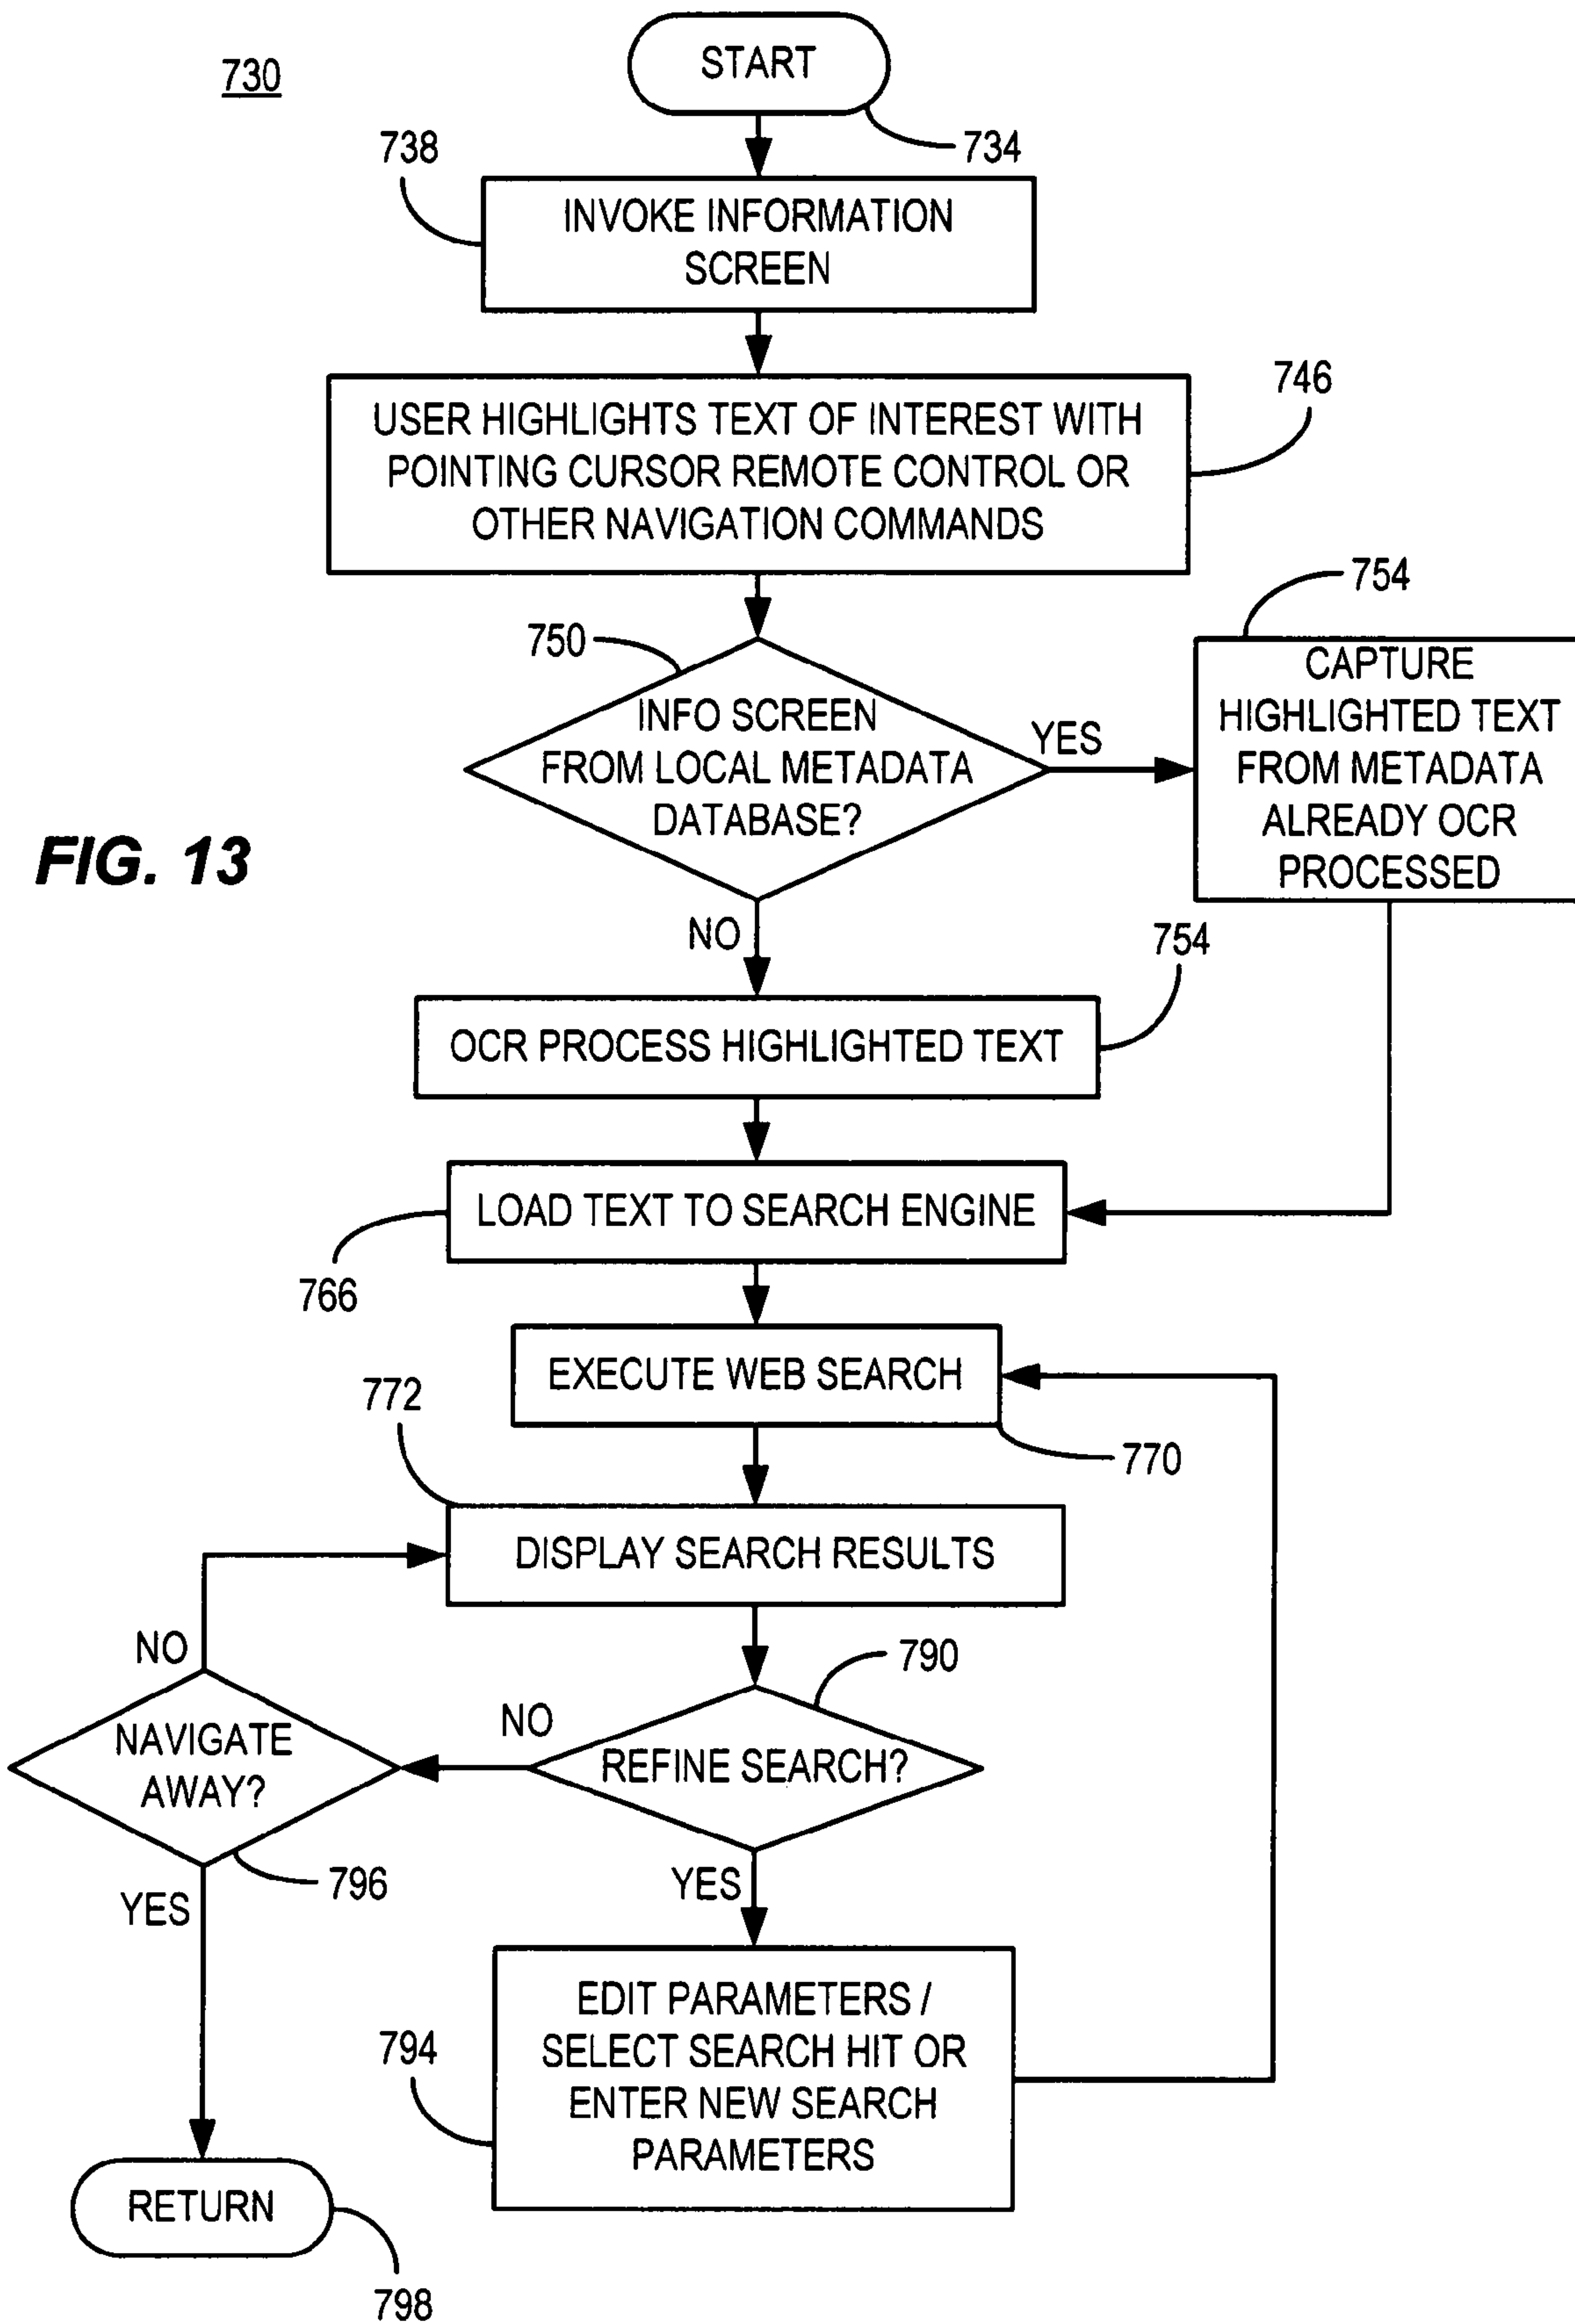 730
START
734
738
INVOKE INFORMATION
SCREEN
746
USER HIGHLIGHTS TEXT OF INTEREST WITH
POINTING CURSOR REMOTE CONTROL OR
OTHER NAVIGATION COMMANDS
754
750
INFO SCREEN
FROM LOCAL METADATA
DATABASE?
YES
CAPTURE
HIGHLIGHTED TEXT
FROM METADATA
ALREADY OCR
PROCESSED
FIG. 13
NO
754
OCR PROCESS HIGHLIGHTED TEXT
LOAD TEXT TO SEARCH ENGINE
766
EXECUTE WEB SEARCH
770
772
DISPLAY SEARCH RESULTS
NO
790
NAVIGATE
AWAY?
NO
REFINE SEARCH?
796
YES
YES
794
EDIT PARAMETERS /
SELECT SEARCH HIT OR
ENTER NEW SEARCH
PARAMETERS
RETURN
798